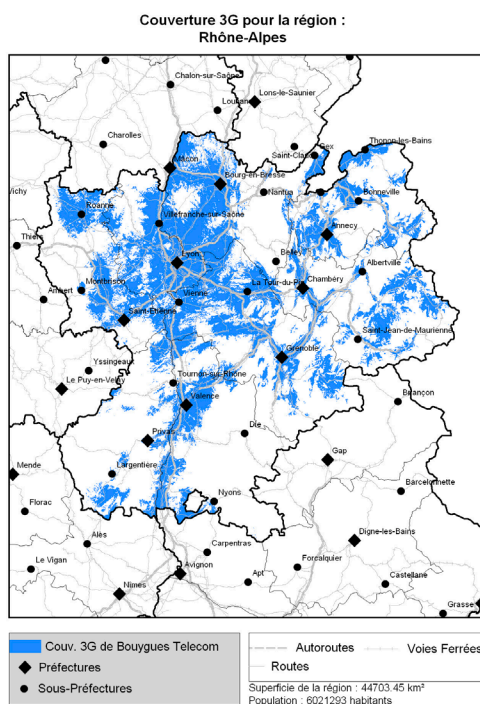 Couverture 3G pour la région :
Rhône-Alpes
Chalon-sur-Saône
Lons-le-Saunier
Charolles
Mâcon
Saint-Claude
Gex
Thonon-les-Bains
Bourg-en-Bresse
Vichy
Nantua
Bonneville
Roanne
Villefranche-sur-Saône
Annecy
Thiers
Lyon
Belley
Albertville
Ambert
Montbrison
La Tour-du-Pin
Chambéry
Vienne
Saint-Etienne
Saint-Jean-de-Maurienne
Grenoble
Yssingeaux
Tournon-sur-Rhône
Le Puy-en-Velay
Briançon
Valence
Privas
Die
Mende
Gap
Largentière
Barcelonnette
Florac
Nyons
Alès
Digne-les-Bains
Carpentras
Le Vigan
Forcalquier
Avignon
Apt
Castellane
Nîmes
Grasse
Couv. 3G de Bouygues Telecom
Préfectures
Sous-Préfectures
Autoroutes
Voies Ferrées
Routes
Superficie de la région : 44703.45 km²
Population : 6021293 habitants